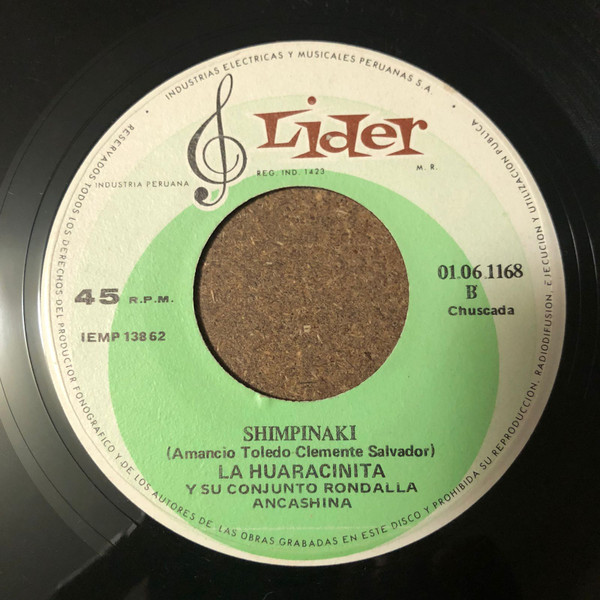 INDUSTRIAS ELECTRICAS Y MUSICALES PERUANAS S.A.
Lider
REG. IND. 1423
M. R.
INDUSTRIA PERUANA
45 R.P.M.
IEMP 13862
01.06.1168
B
Chuscada
SHIMPINAKI
(Amancio Toledo-Clemente Salvador)
LA HUARACINITA
Y SU CONJUNTO RONDALLA
ANCASHINA
RESERVADOS TODOS LOS DERECHOS DEL PRODUCTOR FONOGRAFICO Y DE LOS AUTORES DE LAS OBRAS GRABADAS EN ESTE DISCO Y PROHIBIDA SU REPRODUCCION, RADIODIFUSION, EJECUCION Y UTILIZACION PUBLICA